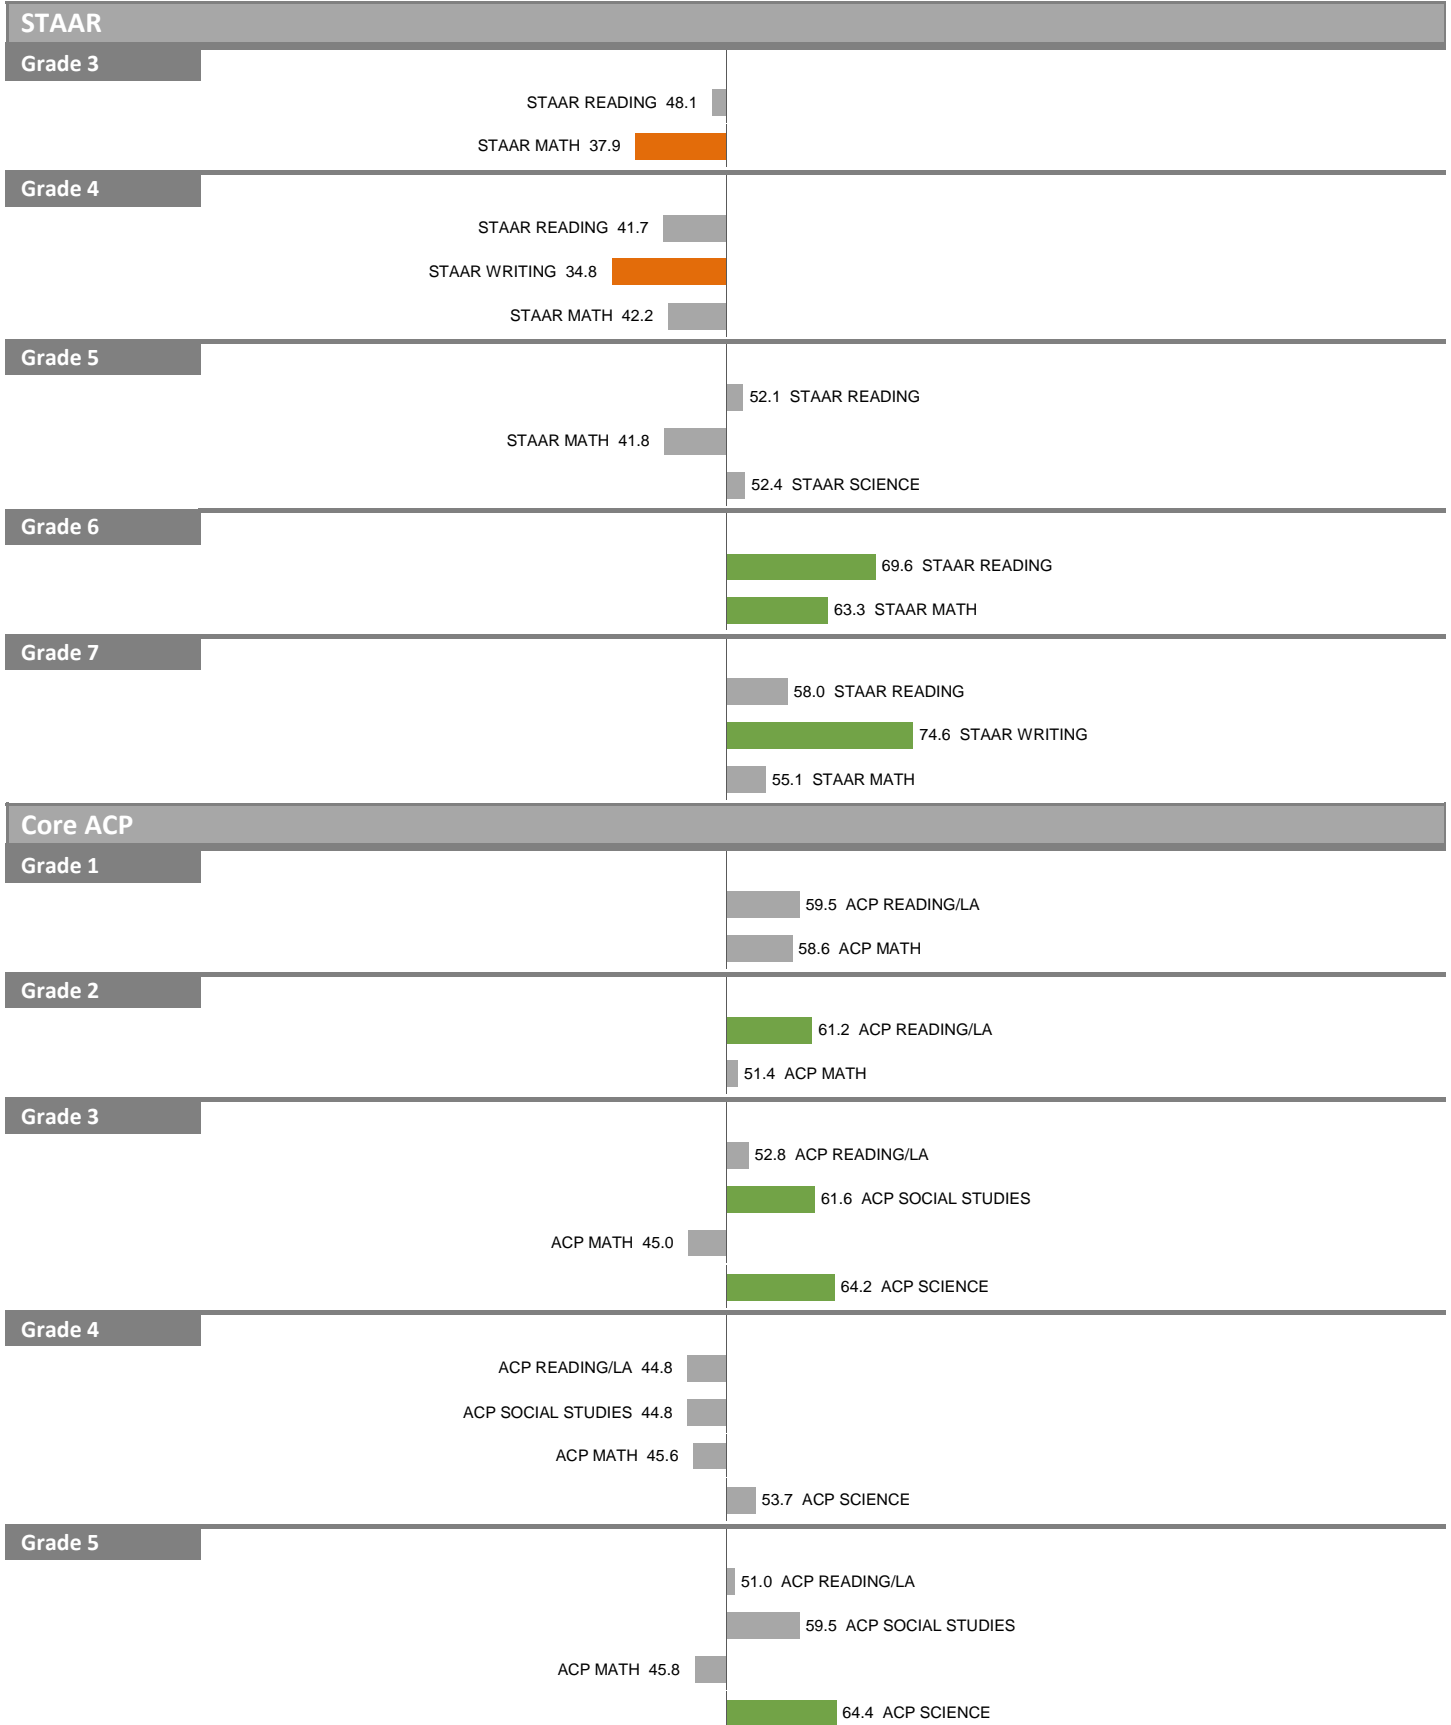 STAAR
Grade 3
STAAR READING 48.1
STAAR MATH 37.9
Grade 4
STAAR READING 41.7
STAAR WRITING 34.8
STAAR MATH 42.2
Grade 5
52.1 STAAR READING
STAAR MATH 41.8
52.4 STAAR SCIENCE
Grade 6
69.6 STAAR READING
63.3 STAAR MATH
Grade 7
58.0 STAAR READING
74.6 STAAR WRITING
55.1 STAAR MATH
Core ACP
Grade 1
59.5 ACP READING/LA
58.6 ACP MATH
Grade 2
61.2 ACP READING/LA
51.4 ACP MATH
Grade 3
52.8 ACP READING/LA
61.6 ACP SOCIAL STUDIES
ACP MATH 45.0
64.2 ACP SCIENCE
Grade 4
ACP READING/LA 44.8
ACP SOCIAL STUDIES 44.8
ACP MATH 45.6
53.7 ACP SCIENCE
Grade 5
51.0 ACP READING/LA
59.5 ACP SOCIAL STUDIES
ACP MATH 45.8
64.4 ACP SCIENCE